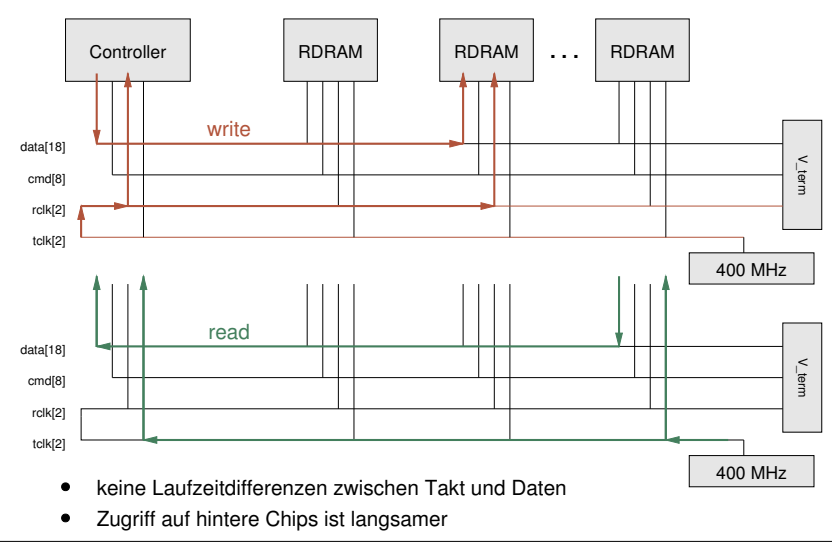 Controller RDRAM RDRAM ... RDRAM
write
data[18]
cmd[8]
rclk[2]
tclk[2]
V_term
400 MHz
read
data[18]
cmd[8]
rclk[2]
tclk[2]
V_term
400 MHz
• keine Laufzeitdifferenzen zwischen Takt und Daten
• Zugriff auf hintere Chips ist langsamer